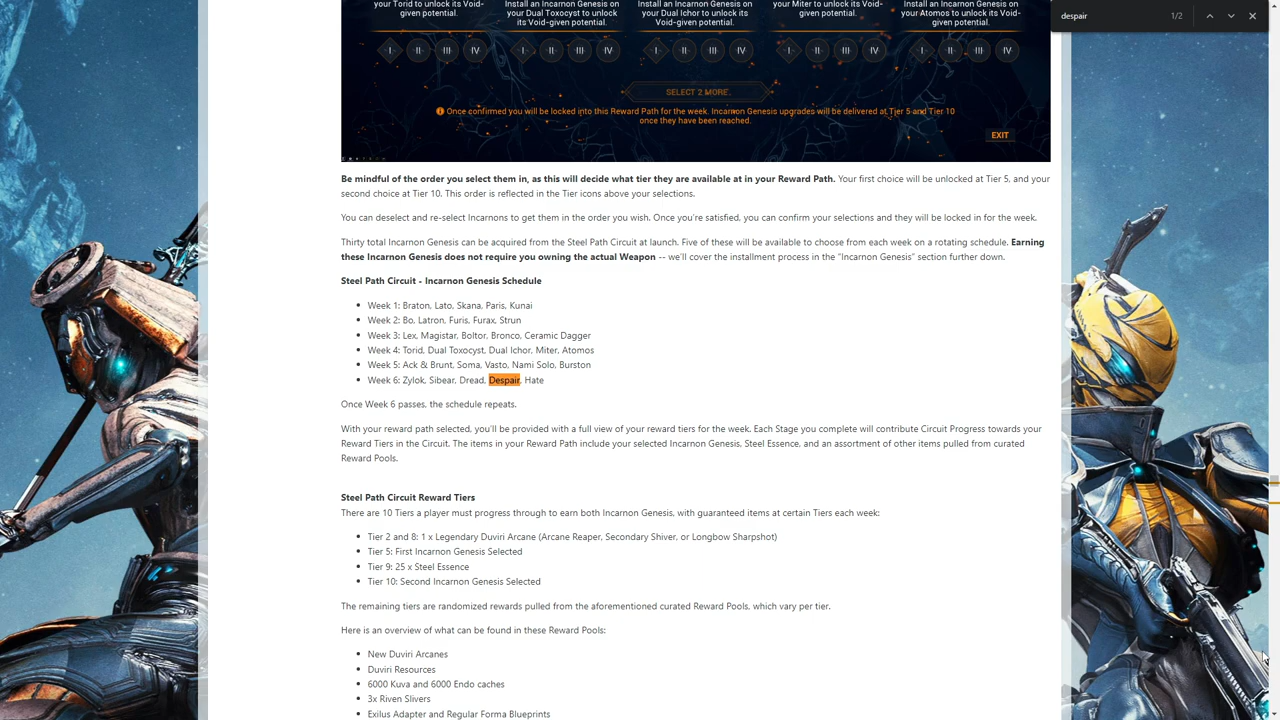 despair 1/2
your Torid to unlock its Void-
given potential.
Install an Incarnon Genesis on
your Dual Toxocyst to unlock
its Void-given potential.
Install an Incarnon Genesis on
your Dual Ichor to unlock its
Void-given potential.
your Miter to unlock its Void-
given potential.
Install an Incarnon Genesis on
your Atomos to unlock its Void-
given potential.
I II III IV I II III IV I II III IV I II III IV I II III IV
SELECT 2 MORE.
Once confirmed you will be locked into this Reward Path for the week. Incarnon Genesis upgrades will be delivered at Tier 5 and Tier 10
once they have been reached.
EXIT
Be mindful of the order you select them in, as this will decide what tier they are available at in your Reward Path. Your first choice will be unlocked at Tier 5, and your
second choice at Tier 10. This order is reflected in the Tier icons above your selections.
You can deselect and re-select Incarnons to get them in the order you wish. Once you're satisfied, you can confirm your selections and they will be locked in for the week.
Thirty total Incarnon Genesis can be acquired from the Steel Path Circuit at launch. Five of these will be available to choose from each week on a rotating schedule. Earning
these Incarnon Genesis does not require you owning the actual Weapon -- we'll cover the installment process in the "Incarnon Genesis" section further down.
Steel Path Circuit - Incarnon Genesis Schedule
• Week 1: Braton, Lato, Skana, Paris, Kunai
• Week 2: Bo, Latron, Furis, Furax, Strun
• Week 3: Lex, Magistar, Boltor, Bronco, Ceramic Dagger
• Week 4: Torid, Dual Toxocyst, Dual Ichor, Miter, Atomos
• Week 5: Ack & Brunt, Soma, Vasto, Nami Solo, Burston
• Week 6: Zylok, Sibear, Dread, Despair, Hate
Once Week 6 passes, the schedule repeats.
With your reward path selected, you'll be provided with a full view of your reward tiers for the week. Each Stage you complete will contribute Circuit Progress towards your
Reward Tiers in the Circuit. The items in your Reward Path include your selected Incarnon Genesis, Steel Essence, and an assortment of other items pulled from curated
Reward Pools.
Steel Path Circuit Reward Tiers
There are 10 Tiers a player must progress through to earn both Incarnon Genesis, with guaranteed items at certain Tiers each week:
• Tier 2 and 8: 1 x Legendary Duviri Arcane (Arcane Reaper, Secondary Shiver, or Longbow Sharpshot)
• Tier 5: First Incarnon Genesis Selected
• Tier 9: 25 x Steel Essence
• Tier 10: Second Incarnon Genesis Selected
The remaining tiers are randomized rewards pulled from the aforementioned curated Reward Pools, which vary per tier.
Here is an overview of what can be found in these Reward Pools:
• New Duviri Arcanes
• Duviri Resources
• 6000 Kuva and 6000 Endo caches
• 3x Riven Slivers
• Exilus Adapter and Regular Forma Blueprints